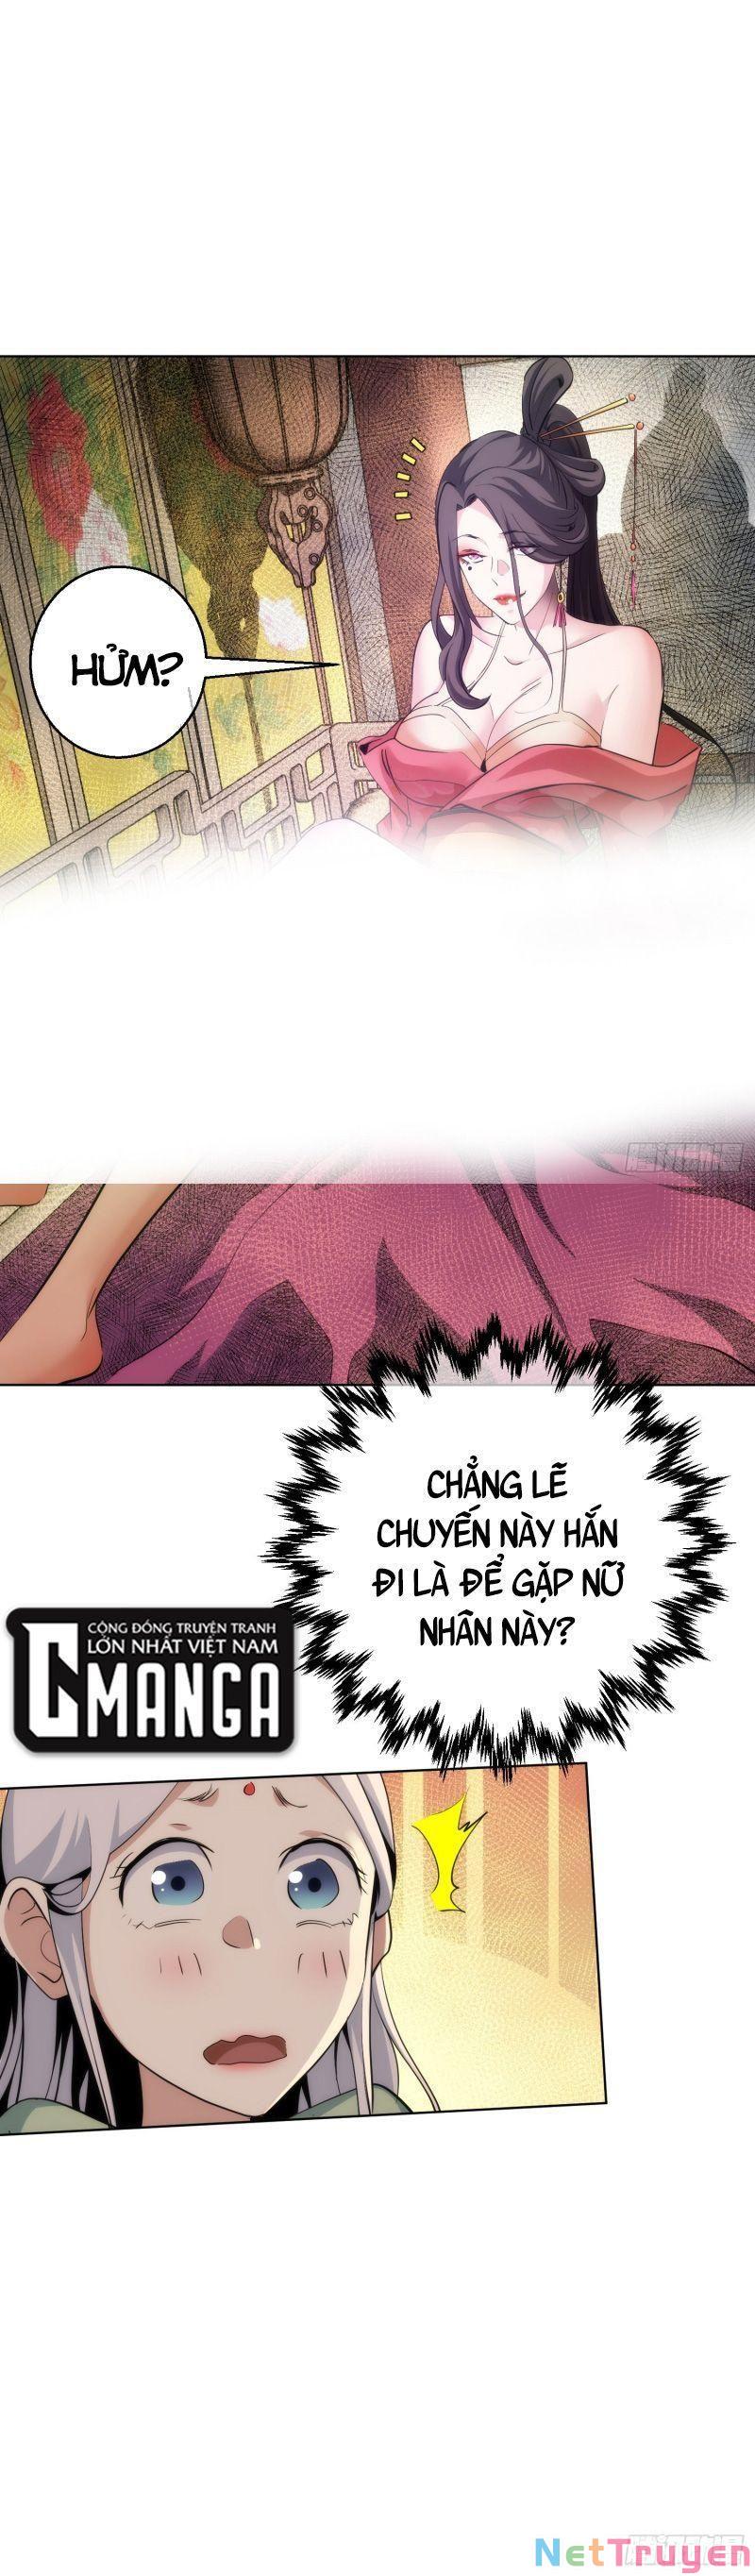 HỬM?
CHẲNG LẼ
CHUYẾN NÀY HẮN
ĐI LÀ ĐỂ GẶP NỮ
NHÂN NÀY?
CỘNG ĐỒNG TRUYỆN TRANH
LỚN NHẤT VIỆT NAM
CMANGA
NetTruyen